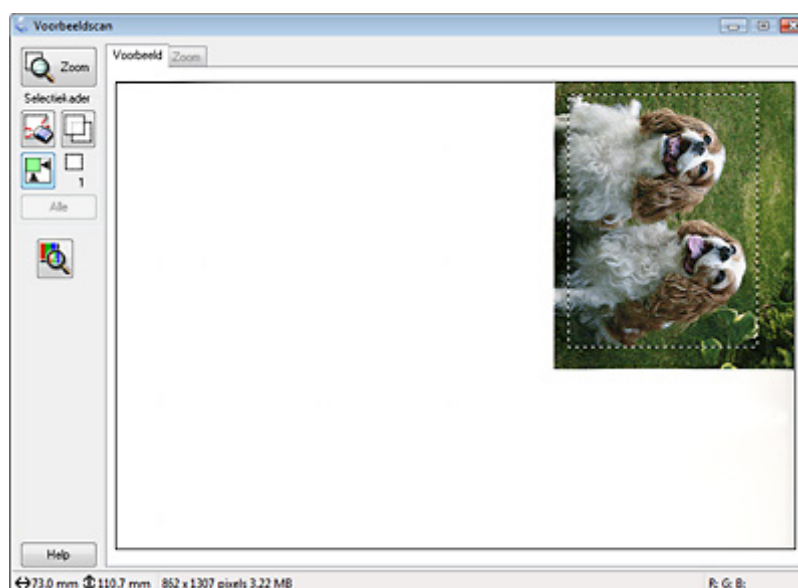 Voorbeeldscan
Zoom
Voorbeeld Zoom
Selectiekader
1
Alle
Help
73.0 mm 110.7 mm 862 x 1307 pixels 3.22 MB R: G: B: